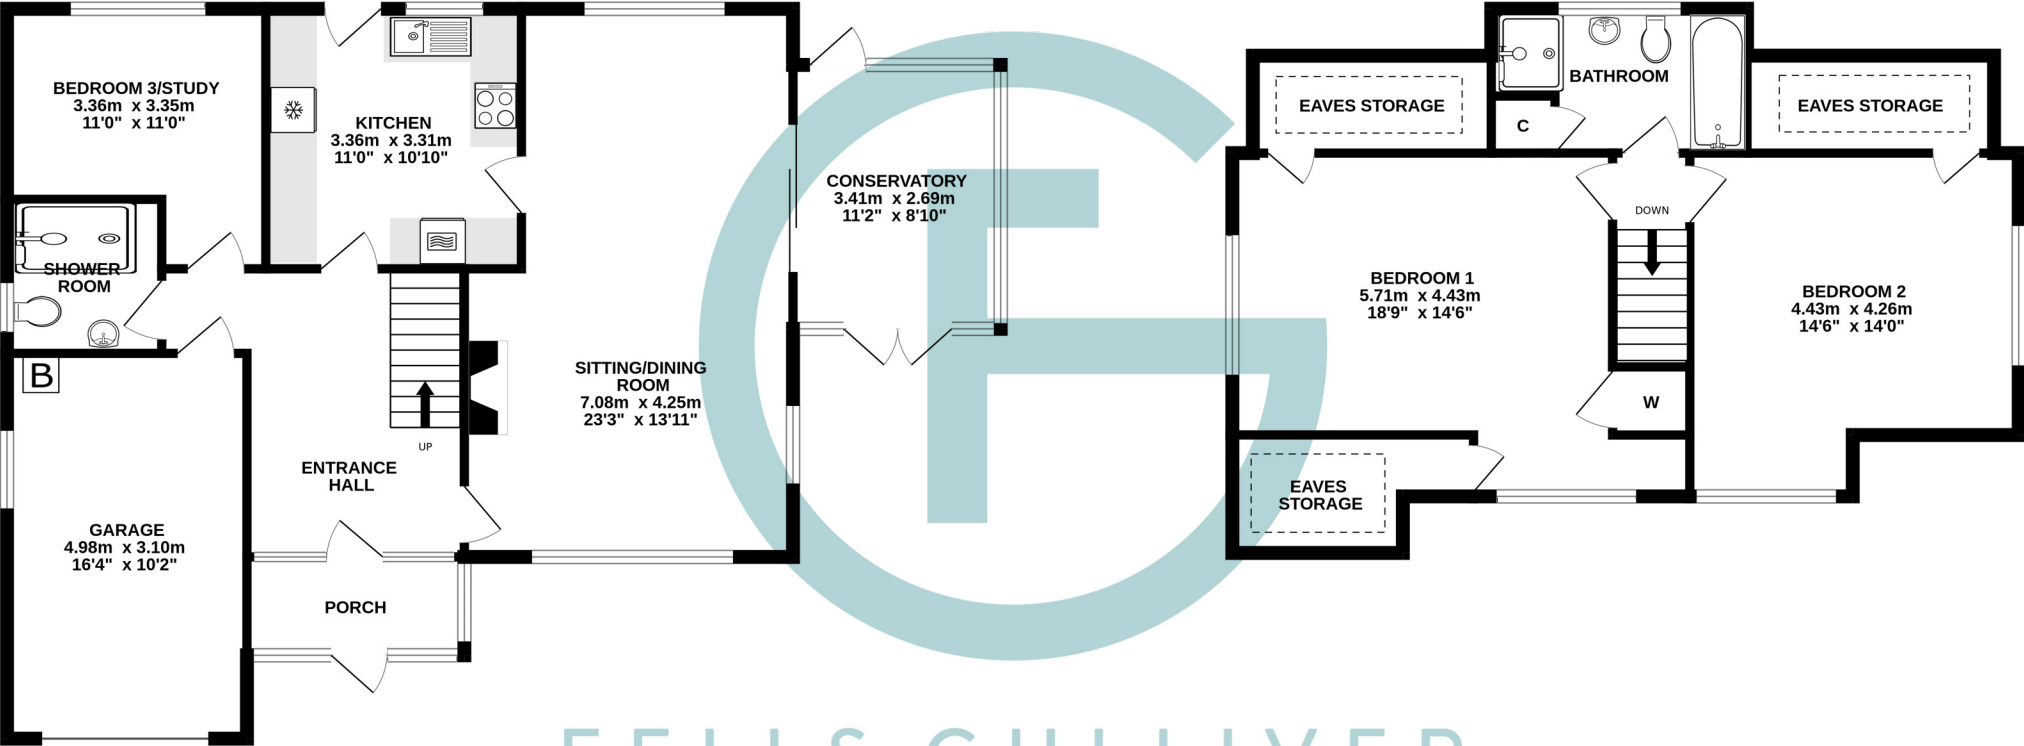 BEDROOM 3/STUDY
3.36m x 3.35m
11'0" x 11'0"
KITCHEN
3.36m x 3.31m
11'0" x 10'10"
SHOWER
ROOM
B
GARAGE
4.98m x 3.10m
16'4" x 10'2"
ENTRANCE
HALL
UP
PORCH
SITTING/DINING
ROOM
7.08m x 4.25m
23'3" x 13'11"
CONSERVATORY
3.41m x 2.69m
11'2" x 8'10"
EAVES STORAGE
BATHROOM
C
EAVES STORAGE
DOWN
BEDROOM 1
5.71m x 4.43m
18'9" x 14'6"
BEDROOM 2
4.43m x 4.26m
14'6" x 14'0"
W
EAVES
STORAGE
GF
FELLS GULLIVER